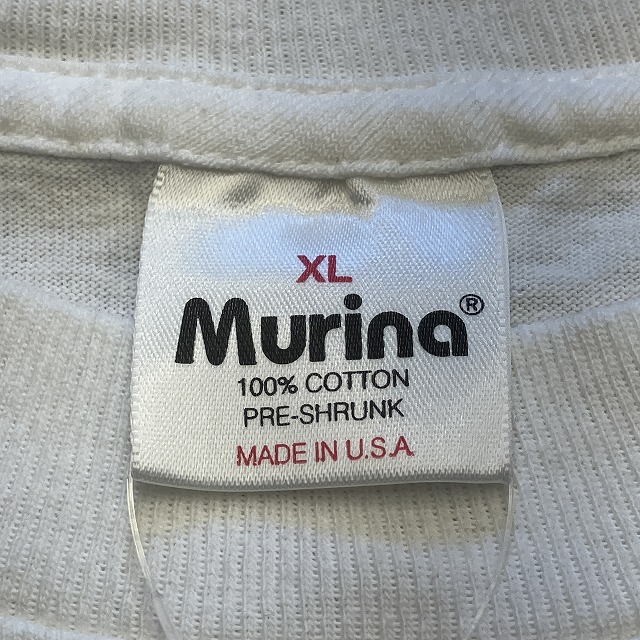 XL
Murina®
100% COTTON
PRE-SHRUNK
MADE IN U.S.A.